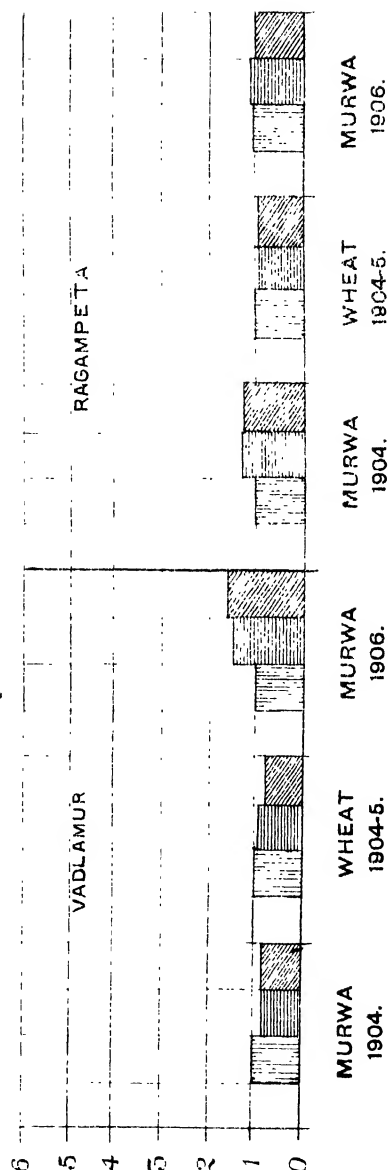 VADLAMUR
RAGAMPETA
6
5
4
3
2
1
0
MURWA
1904.
WHEAT
1904-5.
MURWA
1906.
MURWA
1904.
WHEAT
1904-5.
MURWA
1906.